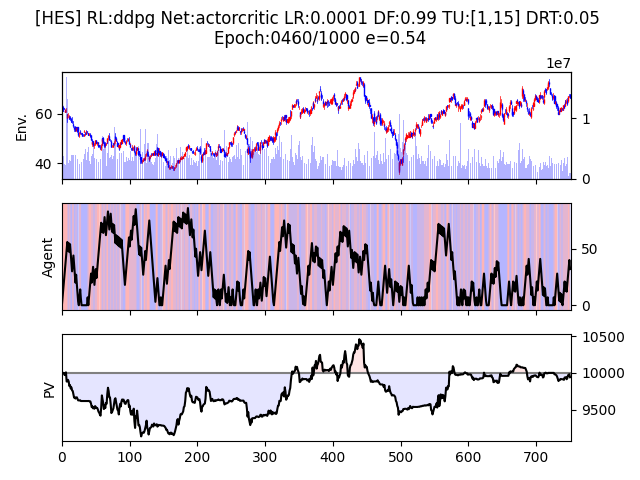 [HES] RL:ddpg Net:actorcritic LR:0.0001 DF:0.99 TU:[1,15] DRT:0.05
Epoch:0460/1000 e=0.54
1e7
Env.
60
40
1
0
Agent
50
0
PV
10500
10000
9500
0 100 200 300 400 500 600 700